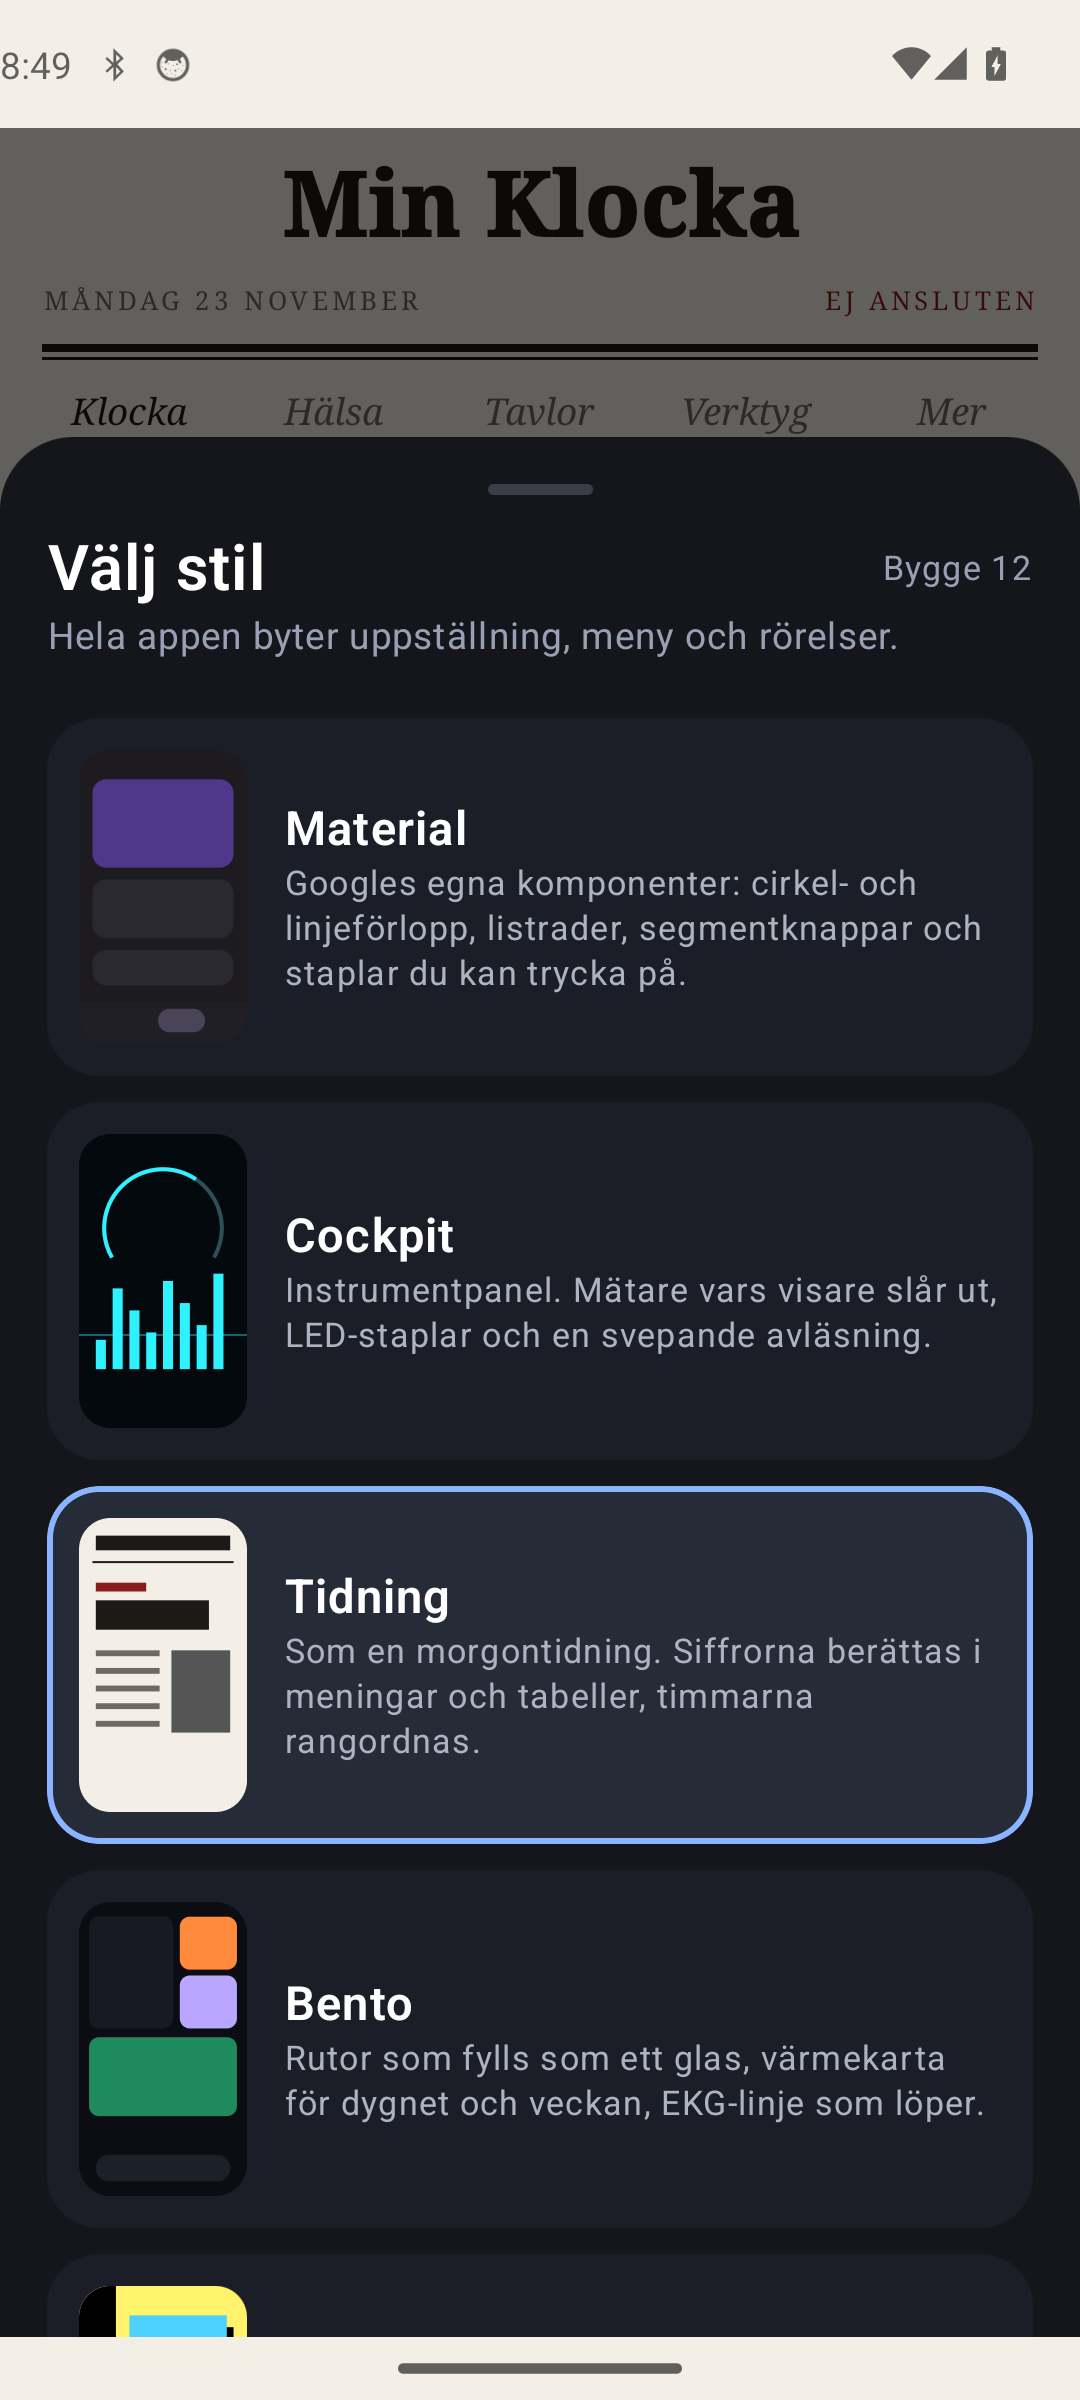 8:49
Min Klocka
MÅNDAG 23 NOVEMBER
EJ ANSLUTEN
Klocka Hälsa Tavlor Verktyg Mer
Välj stil
Bygge 12
Hela appen byter uppställning, meny och rörelser.
Material
Googles egna komponenter: cirkel- och
linjeförlopp, listrader, segmentknappar och
staplar du kan trycka på.
Cockpit
Instrumentpanel. Mätare vars visare slår ut,
LED-staplar och en svepande avläsning.
Tidning
Som en morgontidning. Siffrorna berättas i
meningar och tabeller, timmarna
rangordnas.
Bento
Rutor som fylls som ett glas, värmekarta
för dygnet och veckan, EKG-linje som löper.